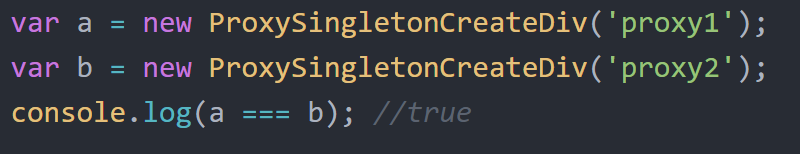 var a = new ProxySingletonCreateDiv('proxy1');
var b = new ProxySingletonCreateDiv('proxy2');
console.log(a === b); //true